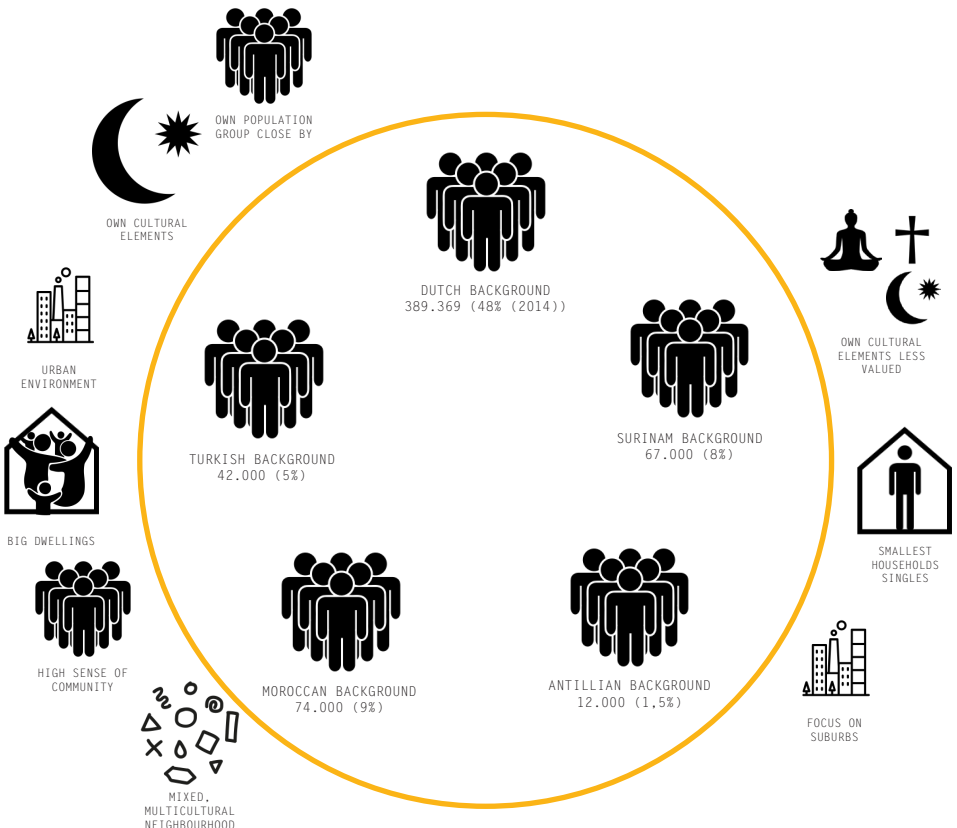 OWN POPULATION
GROUP CLOSE BY
OWN CULTURAL
ELEMENTS
URBAN
ENVIRONMENT
BIG DWELLINGS
HIGH SENSE OF
COMMUNITY
MIXED,
MULTICULTURAL
NEIGHBOURHOOD
DUTCH BACKGROUND
389.369 (48% (2014))
TURKISH BACKGROUND
42.000 (5%)
SURINAM BACKGROUND
67.000 (8%)
MOROCCAN BACKGROUND
74.000 (9%)
ANTILLIAN BACKGROUND
12.000 (1,5%)
OWN CULTURAL
ELEMENTS LESS
VALUED
SMALLEST
HOUSEHOLDS
SINGLES
FOCUS ON
SUBURBS